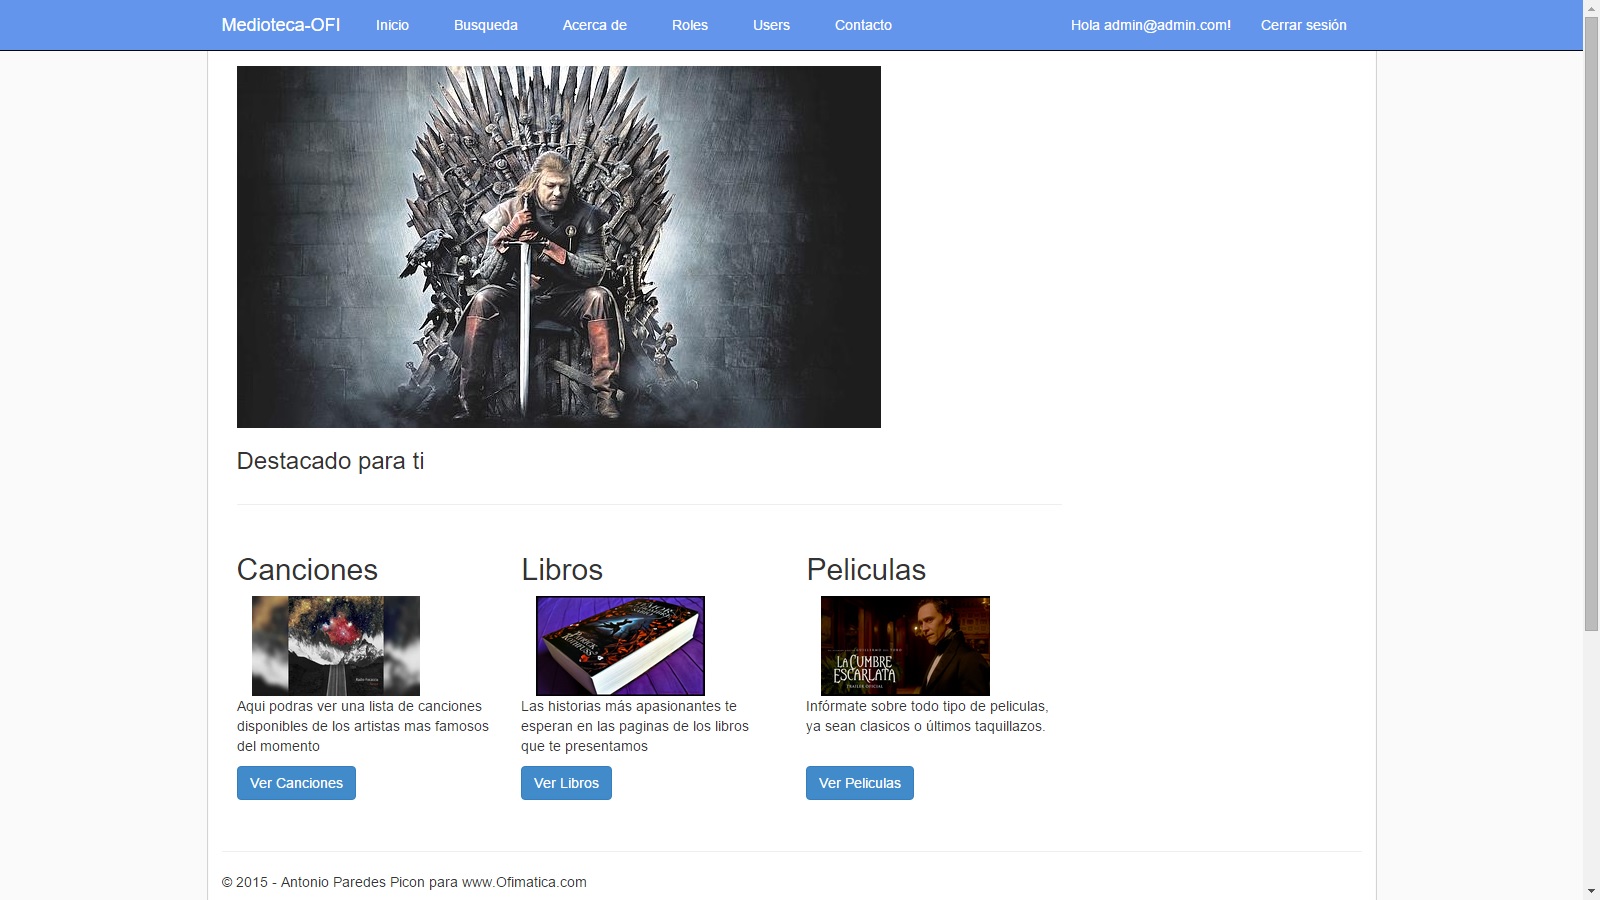 Medioteca-OFI Inicio Busqueda Acerca de Roles Users Contacto Hola admin@admin.com! Cerrar sesión
Destacado para ti
Canciones
Libros
Peliculas
LA CUMBRE
ESCARLATA
Aqui podras ver una lista de canciones
disponibles de los artistas mas famosos
del momento
Las historias más apasionantes te
esperan en las paginas de los libros
que te presentamos
Infórmate sobre todo tipo de peliculas,
ya sean clasicos o últimos taquillazos.
Ver Canciones
Ver Libros
Ver Peliculas
© 2015 - Antonio Paredes Picon para www.Ofimatica.com